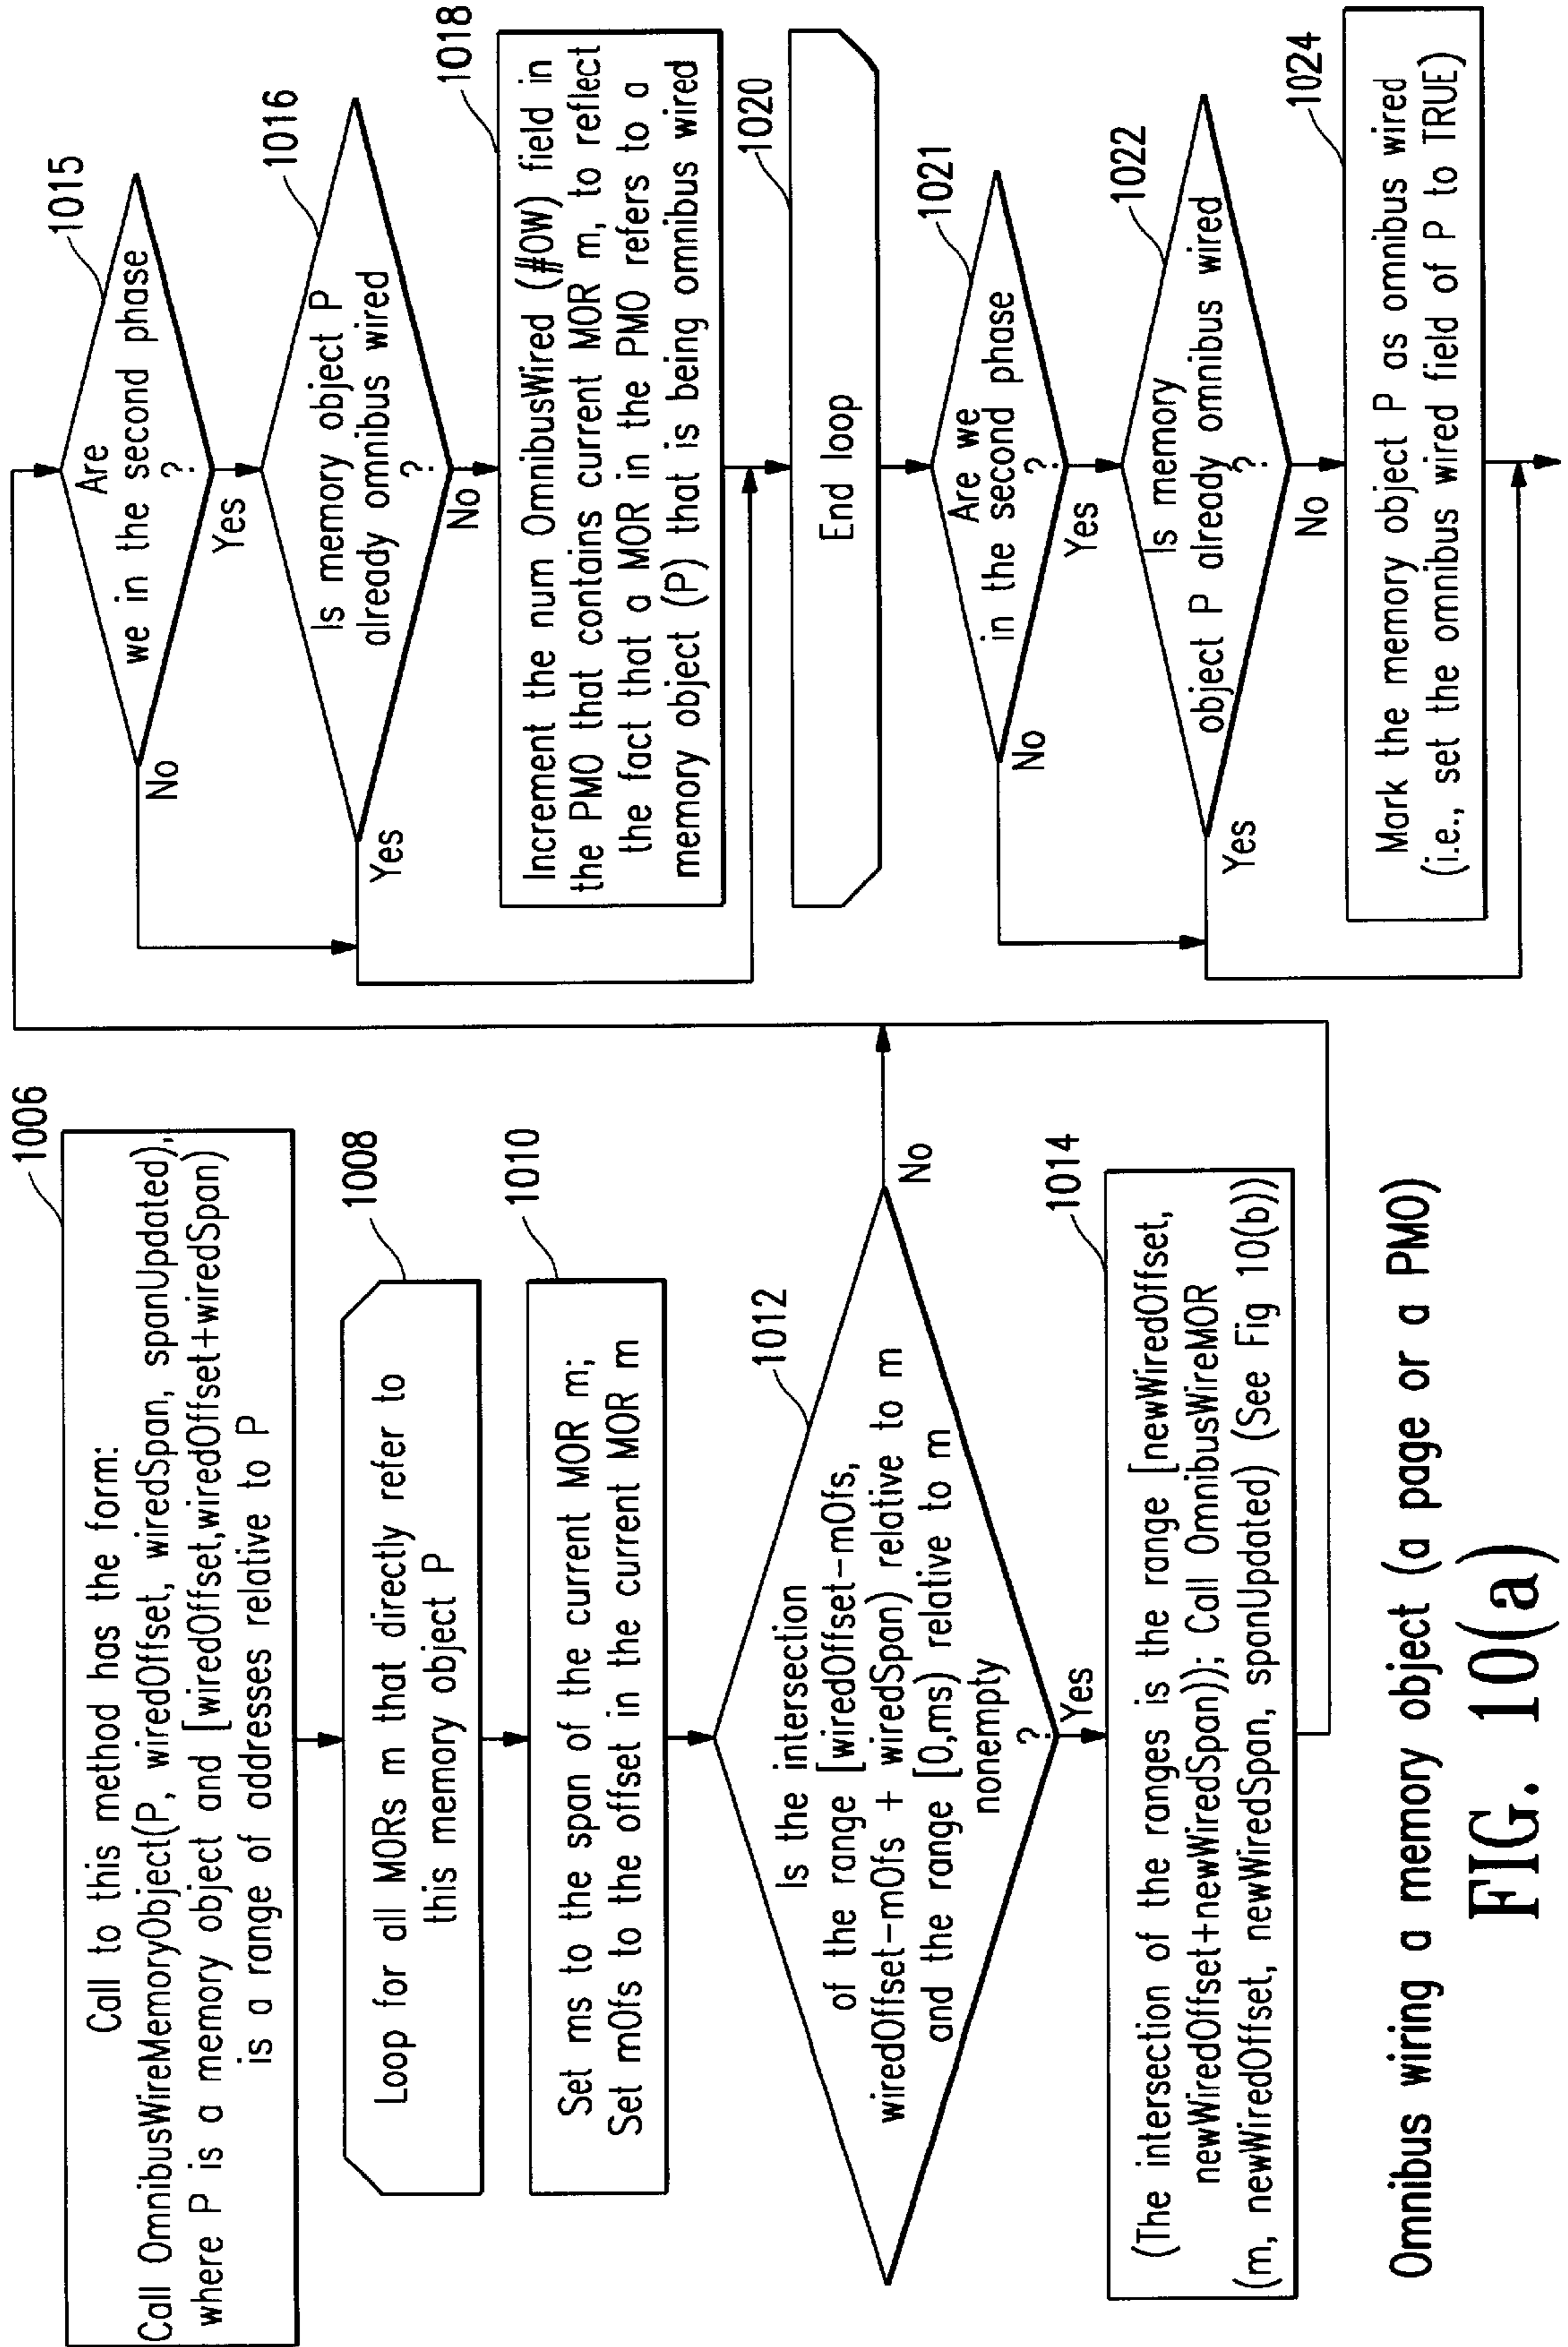 1006
Call to this method has the form:
Call OmnibusWireMemoryObject(P, wiredOffset, wiredSpan, spanUpdated),
where P is a memory object and [wiredOffset,wiredOffset+wiredSpan)
is a range of addresses relative to P
1008
Loop for all MORs m that directly refer to
this memory object P
1010
Set ms to the span of the current MOR m;
Set mOfs to the offset in the current MOR m
1012
Is the intersection
of the range [wiredOffset-mOfs,
wiredOffset-mOfs + wiredSpan) relative to m
and the range [0,ms) relative to m
nonempty
?
No
Yes
1014
(The intersection of the ranges is the range [newWiredOffset,
newWiredOffset+newWiredSpan)); Call OmnibusWireMOR
(m, newWiredOffset, newWiredSpan, spanUpdated) (See Fig 10(b))
1015
Are
we in the second phase
?
No
Yes
1016
Is memory object P
already omnibus wired
?
Yes
No
1018
Increment the num OmnibusWired (#OW) field in
the PMO that contains current MOR m, to reflect
the fact that a MOR in the PMO refers to a
memory object (P) that is being omnibus wired
1020
End loop
1021
Are we
in the second phase
?
No
Yes
1022
Is memory
object P already omnibus wired
?
Yes
No
1024
Mark the memory object P as omnibus wired
(i.e., set the omnibus wired field of P to TRUE)
Omnibus wiring a memory object (a page or a PMO)
FIG. 10(a)